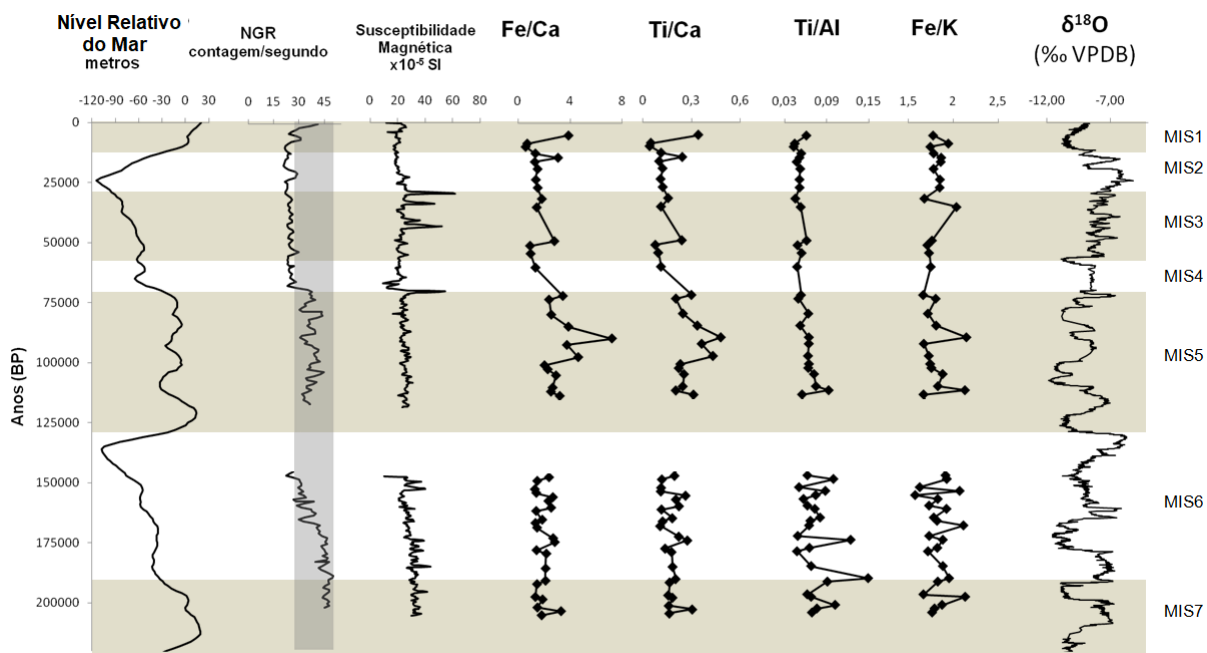 Nível Relativo
do Mar
metros
NGR
contagem/segundo
Susceptibilidade
Magnética
x10⁻⁵ SI
Fe/Ca
Ti/Ca
Ti/Al
Fe/K
δ¹⁸O
(‰ VPDB)
-120 -90 -60 -30 0 30
0 15 30 45
0 20 40 60 80
0 4 8
0 0,3 0,6
0,03 0,09 0,15
1,5 2 2,5
-12,00 -7,00
Anos (BP)
0
25000
50000
75000
100000
125000
150000
175000
200000
MIS1
MIS2
MIS3
MIS4
MIS5
MIS6
MIS7